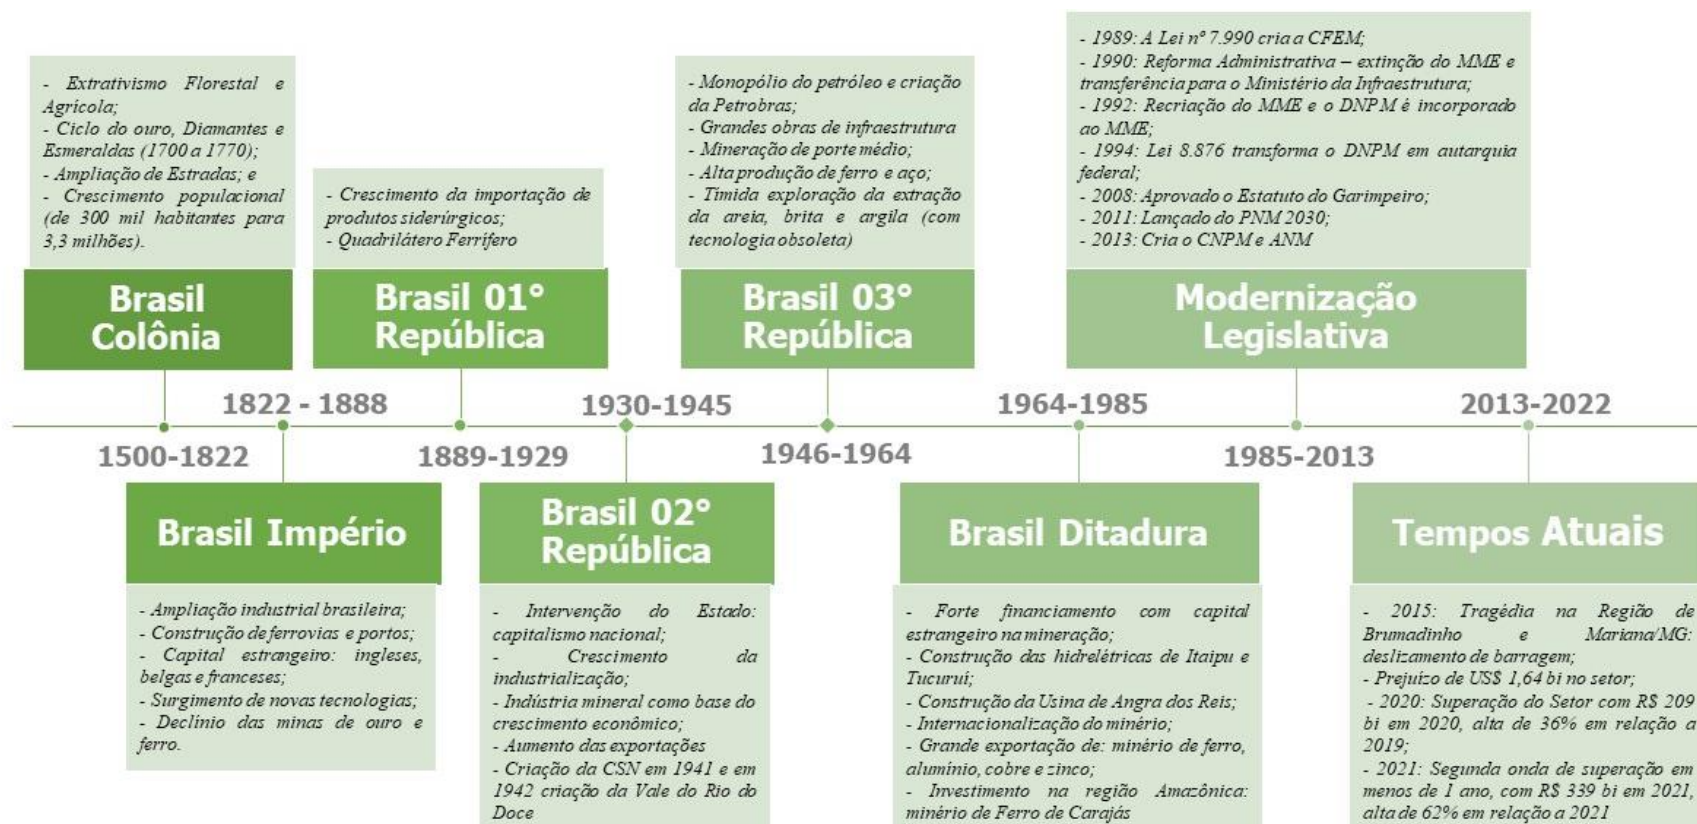 - Extrativismo Florestal e
Agrícola;
- Ciclo do ouro, Diamantes e
Esmeraldas (1700 a 1770);
- Ampliação de Estradas; e
- Crescimento populacional
(de 300 mil habitantes para
3,3 milhões).
Brasil
Colônia
1500-1822
1822 - 1888
Brasil Império
- Ampliação industrial brasileira;
- Construção de ferrovias e portos;
- Capital estrangeiro: ingleses,
belgas e franceses;
- Surgimento de novas tecnologias;
- Declínio das minas de ouro e
ferro.
- Crescimento da importação de
produtos siderúrgicos;
- Quadrilátero Ferrífero
Brasil 01°
República
1889-1929
1930-1945
Brasil 02°
República
- Intervenção do Estado:
capitalismo nacional;
- Crescimento da
industrialização;
- Indústria mineral como base do
crescimento econômico;
- Aumento das exportações
- Criação da CSN em 1941 e em
1942 criação da Vale do Rio do
Doce
- Monopólio do petróleo e criação
da Petrobras;
- Grandes obras de infraestrutura
- Mineração de porte médio;
- Alta produção de ferro e aço;
- Tímida exploração da extração
da areia, brita e argila (com
tecnologia obsoleta)
Brasil 03°
República
1946-1964
1964-1985
Brasil Ditadura
- Forte financiamento com capital
estrangeiro na mineração;
- Construção das hidrelétricas de Itaipu e
Tucuruí;
- Construção da Usina de Angra dos Reis;
- Internacionalização do minério;
- Grande exportação de: minério de ferro,
alumínio, cobre e zinco;
- Investimento na região Amazônica:
minério de Ferro de Carajás
- 1989: A Lei nº 7.990 cria a CFEM;
- 1990: Reforma Administrativa – extinção do MME e
transferência para o Ministério da Infraestrutura;
- 1992: Recriação do MME e o DNPM é incorporado
ao MME;
- 1994: Lei 8.876 transforma o DNPM em autarquia
federal;
- 2008: Aprovado o Estatuto do Garimpeiro;
- 2011: Lançado do PNM 2030;
- 2013: Cria o CNPM e ANM
Modernização
Legislativa
1985-2013
2013-2022
Tempos Atuais
- 2015: Tragédia na Região de
Brumadinho e Mariana/MG:
deslizamento de barragem;
- Prejuízo de US$ 1,64 bi no setor;
- 2020: Superação do Setor com R$ 209
bi em 2020, alta de 36% em relação a
2019;
- 2021: Segunda onda de superação em
menos de 1 ano, com R$ 339 bi em 2021,
alta de 62% em relação a 2021